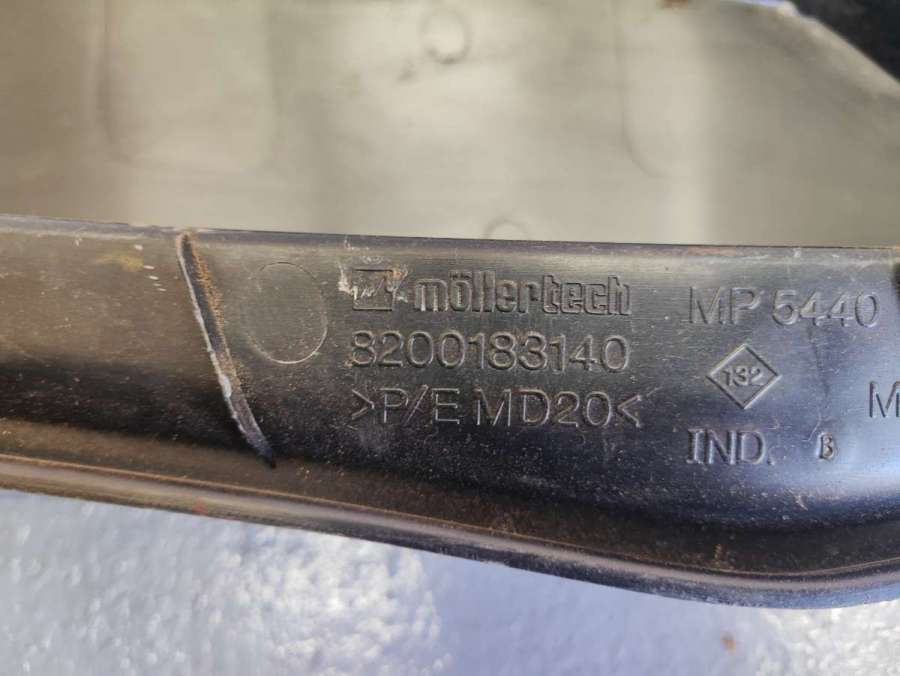 möllertech
8200183140
>P/E MD20<
MP 5440
132
IND. B
M